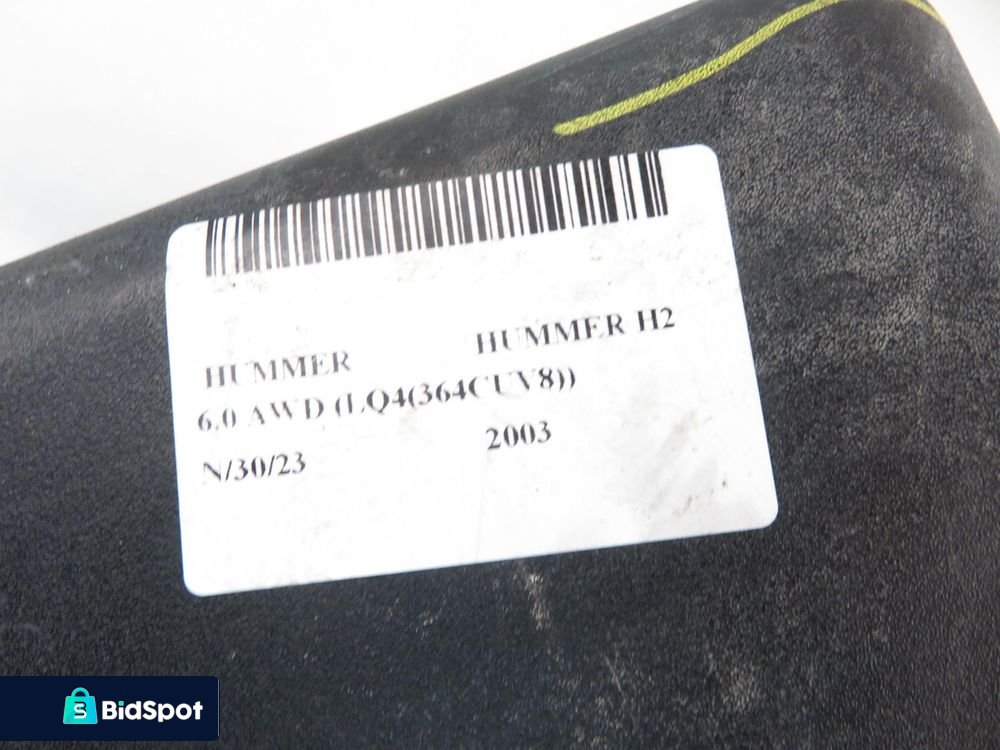 HUMMER HUMMER H2
6.0 AWD (LQ4(364CUV8))
N/30/23 2003
BidSpot